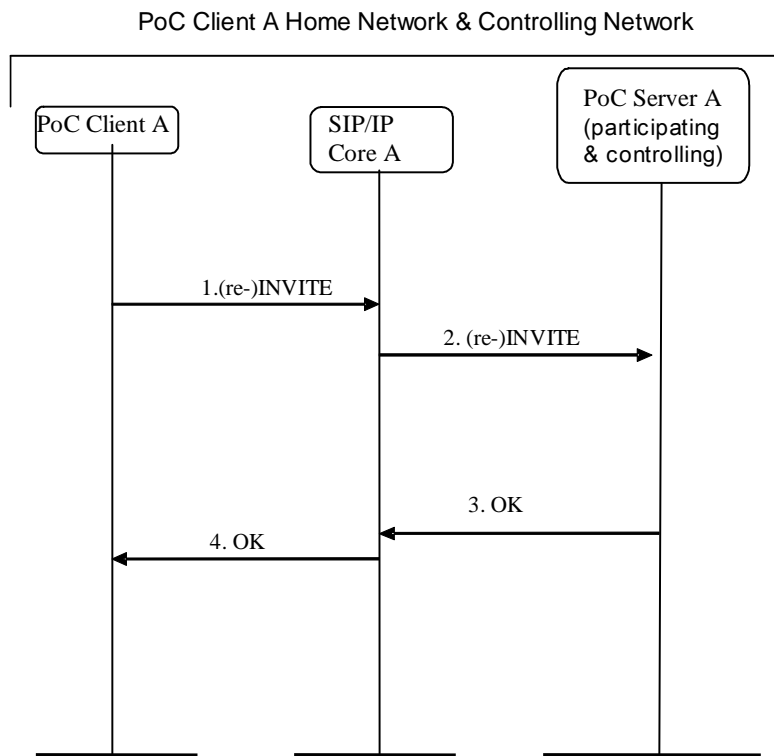 PoC Client A Home Network & Controlling Network
PoC Client A
SIP/IP
Core A
PoC Server A
(participating
& controlling)
1.(re-)INVITE
2. (re-)INVITE
3. OK
4. OK